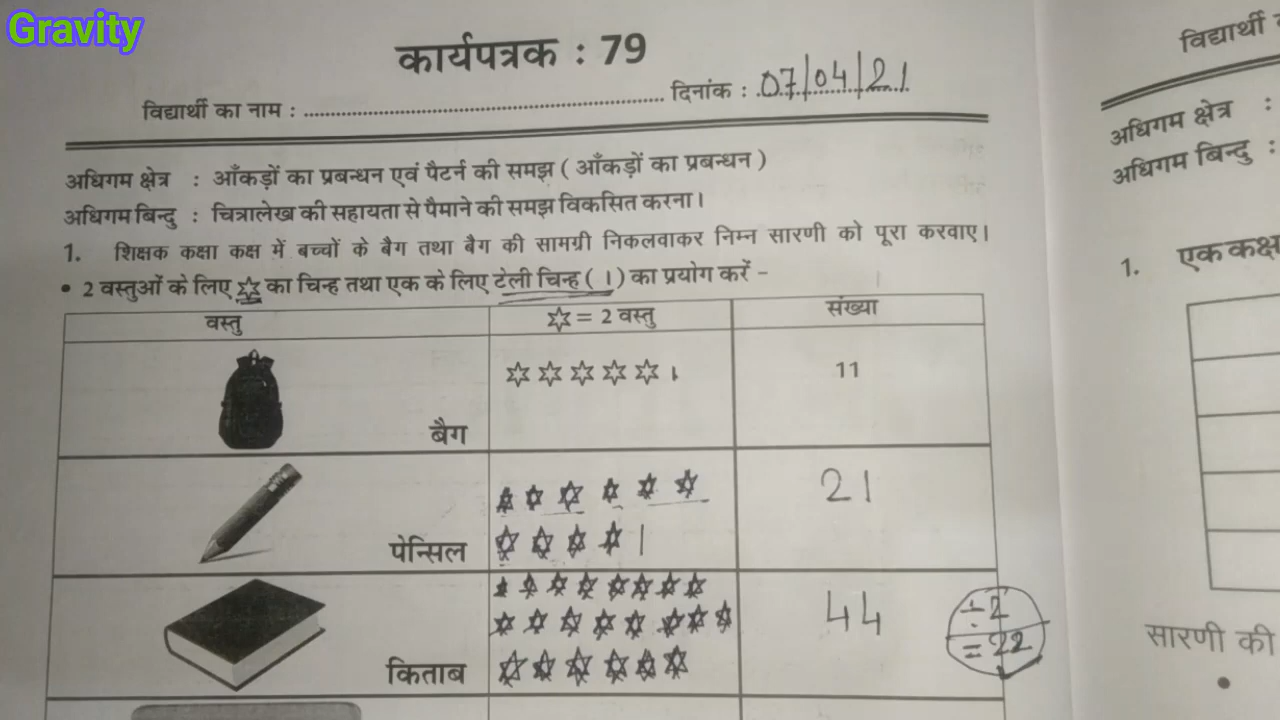 Gravity
कार्यपत्रक : 79
विद्यार्थी का नाम : दिनांक : 07/04/21
अधिगम क्षेत्र : आँकड़ों का प्रबन्धन एवं पैटर्न की समझ ( आँकड़ों का प्रबन्धन )
अधिगम बिन्दु : चित्रालेख की सहायता से पैमाने की समझ विकसित करना।
1. शिक्षक कक्षा कक्ष में बच्चों के बैग तथा बैग की सामग्री निकलवाकर निम्न सारणी को पूरा करवाए।
• 2 वस्तुओं के लिए ☆ का चिन्ह तथा एक के लिए टेली चिन्ह ( । ) का प्रयोग करें –
वस्तु ☆ = 2 वस्तु संख्या
बैग ☆ ☆ ☆ ☆ ☆ । 11
पेन्सिल 21
किताब 44
÷2
=22
विद्यार्थी
अधिगम क्षेत्र :
अधिगम बिन्दु :
1. एक कक्ष
सारणी की